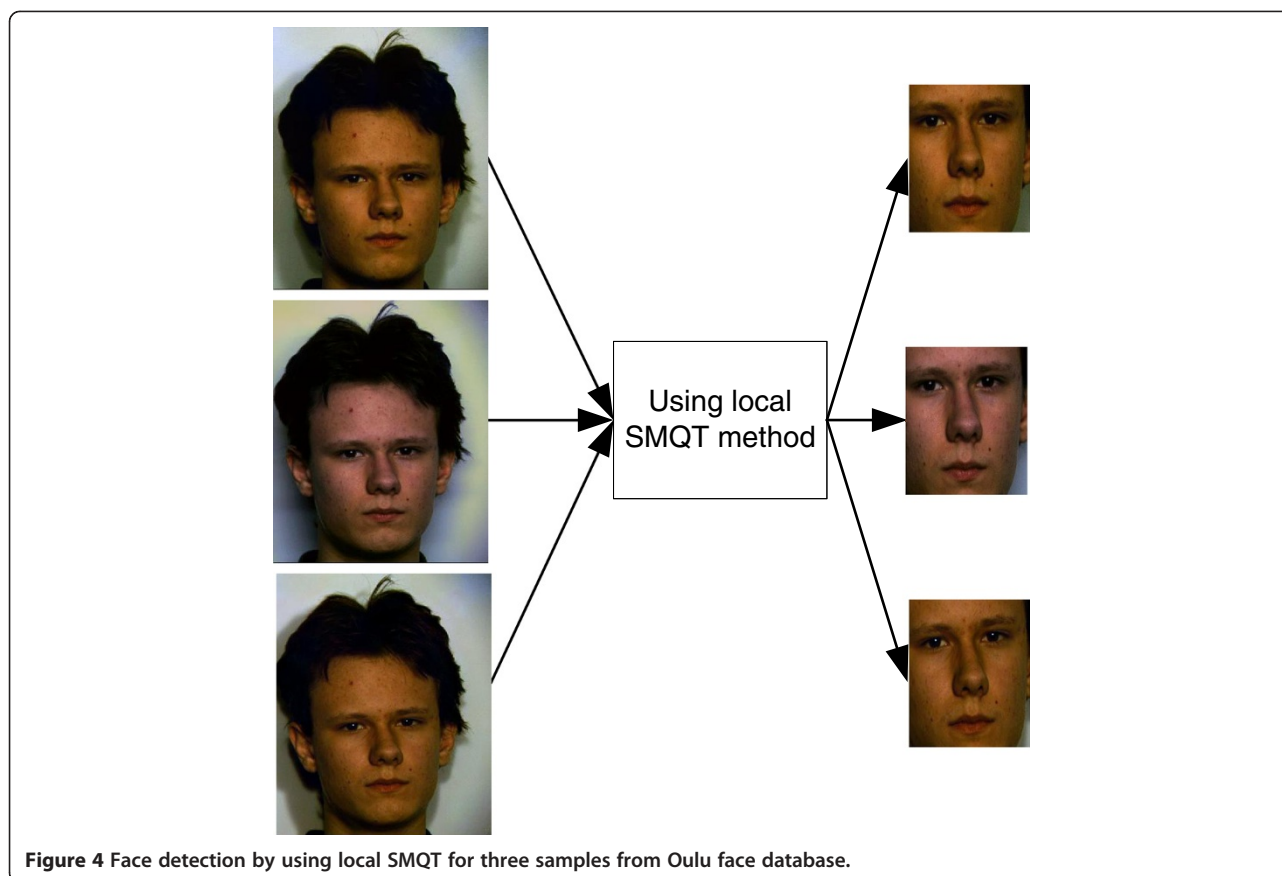 Using local
SMQT method
Figure 4 Face detection by using local SMQT for three samples from Oulu face database.